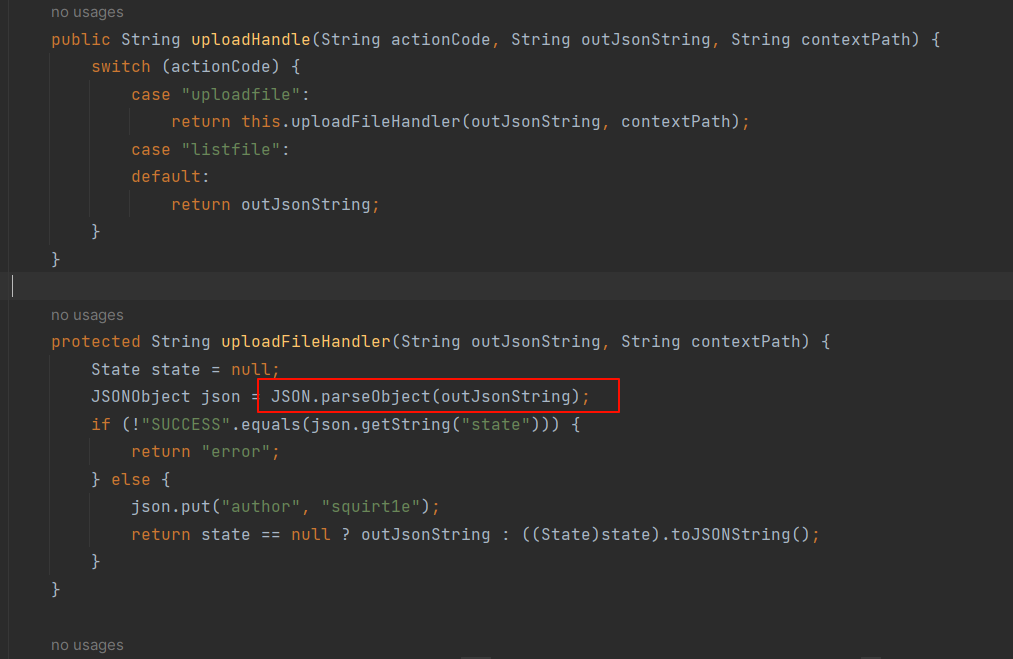 no usages
public String uploadHandle(String actionCode, String outJsonString, String contextPath) {
switch (actionCode) {
case "uploadfile":
return this.uploadFileHandler(outJsonString, contextPath);
case "listfile":
default:
return outJsonString;
}
}
no usages
protected String uploadFileHandler(String outJsonString, String contextPath) {
State state = null;
JSONObject json = JSON.parseObject(outJsonString);
if (!"SUCCESS".equals(json.getString("state"))) {
return "error";
} else {
json.put("author", "squirt1e");
return state == null ? outJsonString : ((State)state).toJSONString();
}
}
no usages